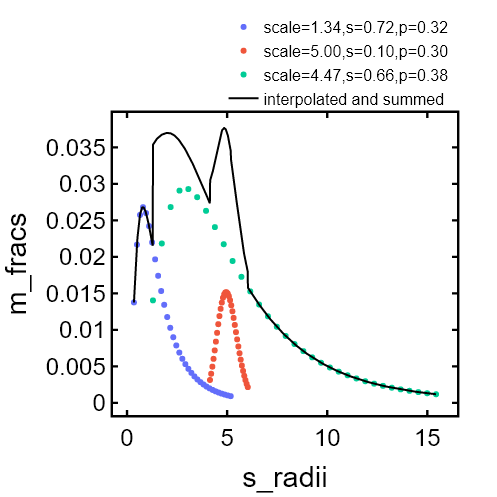 scale=1.34,s=0.72,p=0.32
scale=5.00,s=0.10,p=0.30
scale=4.47,s=0.66,p=0.38
interpolated and summed
0.035
0.03
0.025
0.02
0.015
0.01
0.005
0
m_fracs
0 5 10 15
s_radii